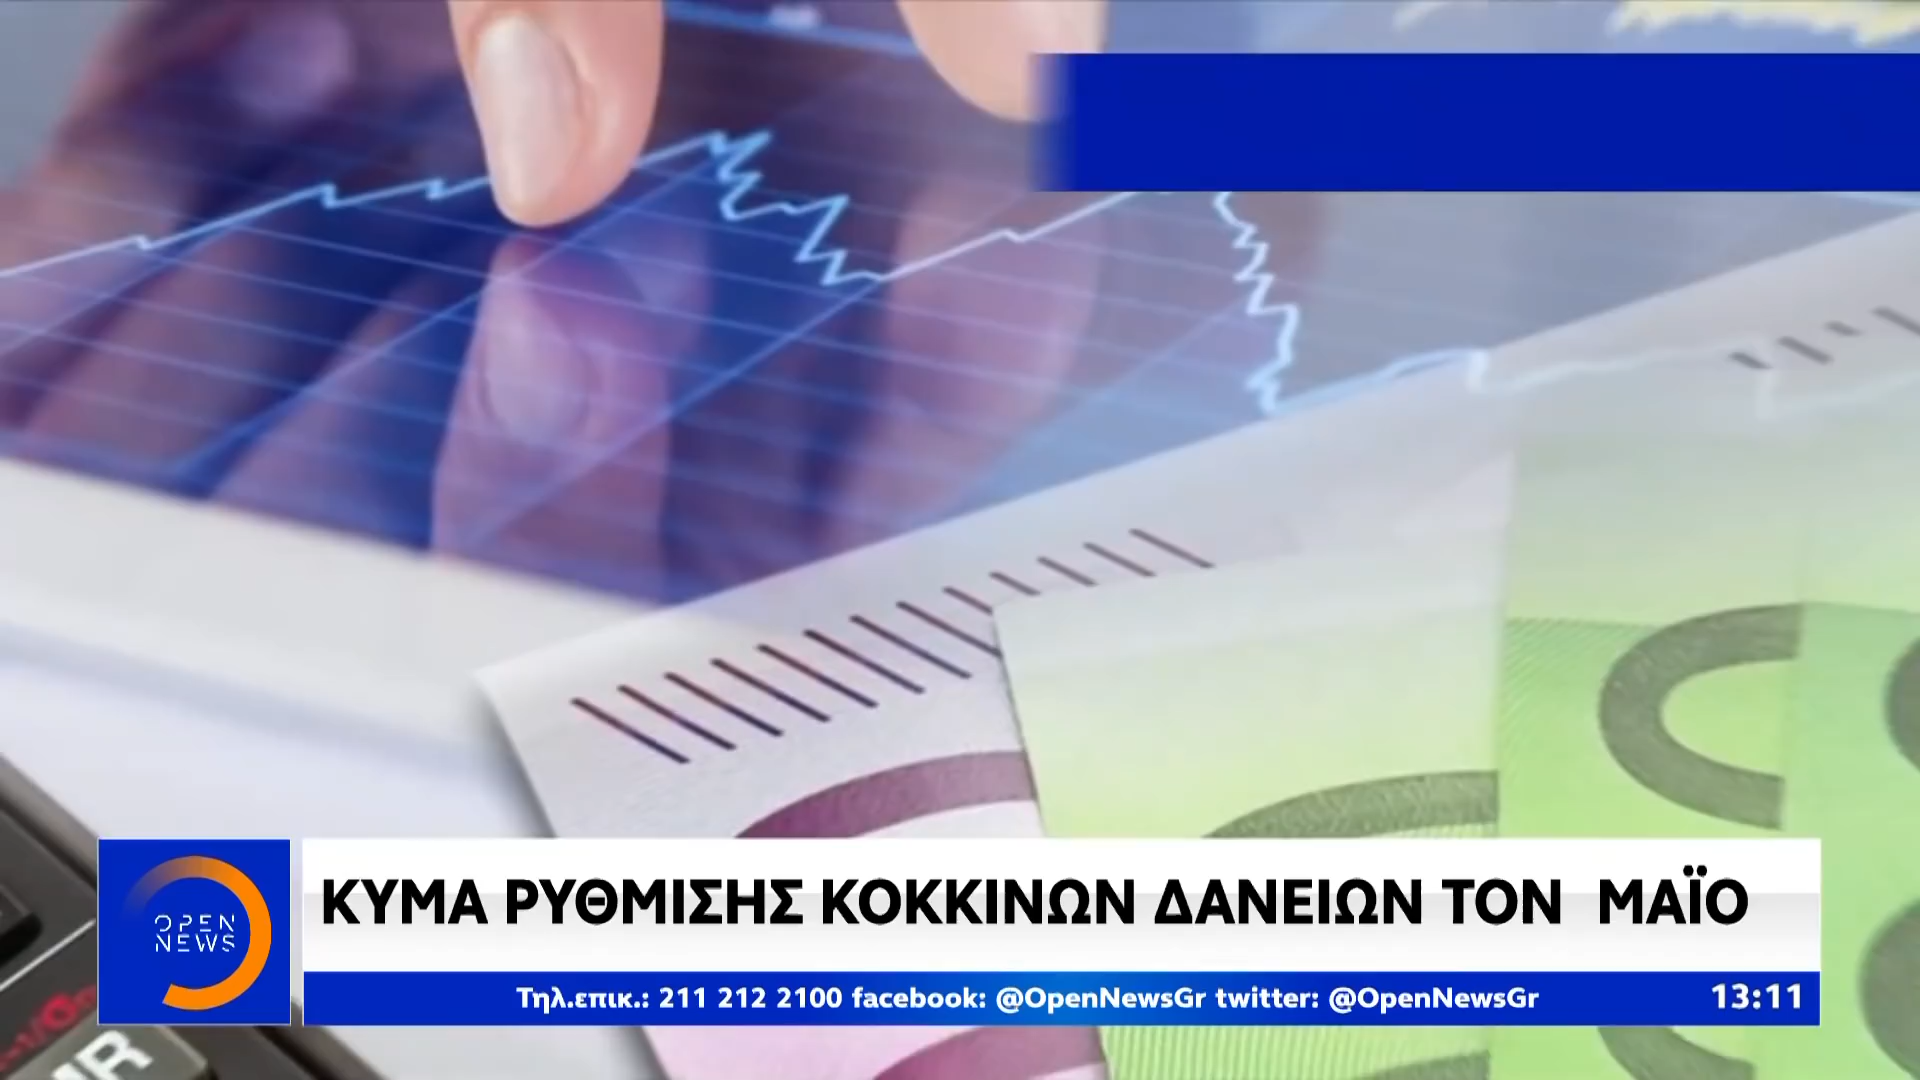 ΚΥΜΑ ΡΥΘΜΙΣΗΣ ΚΟΚΚΙΝΩΝ ΔΑΝΕΙΩΝ ΤΟΝ ΜΑΪΟ
OPEN
NEWS
Τηλ.επικ.: 211 212 2100 facebook: @OpenNewsGr twitter: @OpenNewsGr
13:11